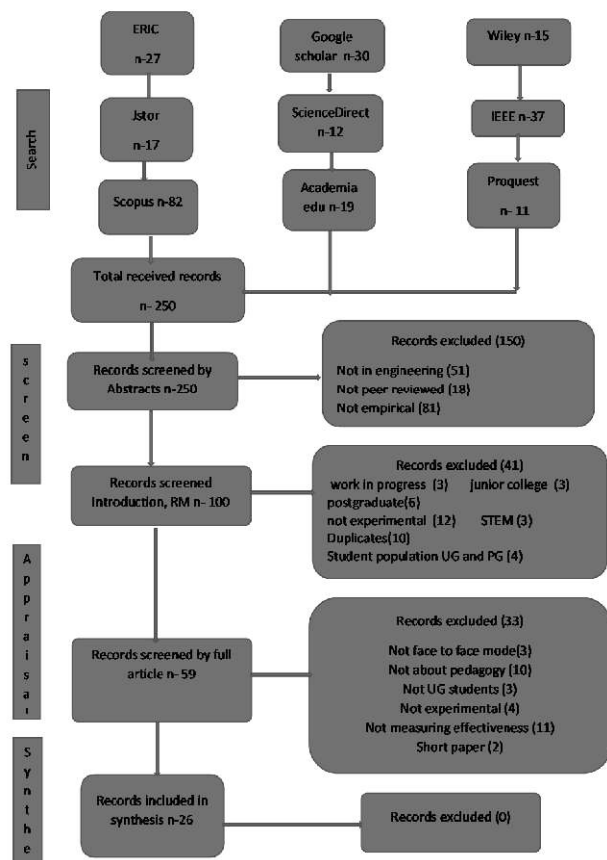 Search
ERIC
n-27
Jstor
n-17
Scopus n-82
Google
scholar n-30
ScienceDirect
n-12
Academia
edu n-19
Wiley n-15
IEEE n-37
Proquest
n- 11
Total received records
n- 250
screen
Records screened by
Abstracts n-250
Records excluded (150)
Not in engineering (51)
Not peer reviewed (18)
Not empirical (81)
Records screened
Introduction, RM n- 100
Records excluded (41)
work in progress (3) junior college (3)
postgraduate(6)
not experimental (12) STEM (3)
Duplicates(10)
Student population UG and PG (4)
Appraisal
Records screened by full
article n- 59
Records excluded (33)
Not face to face mode(3)
Not about pedagogy (10)
Not UG students (3)
Not experimental (4)
Not measuring effectiveness (11)
Short paper (2)
Synthe
Records included in
synthesis n-26
Records excluded (0)